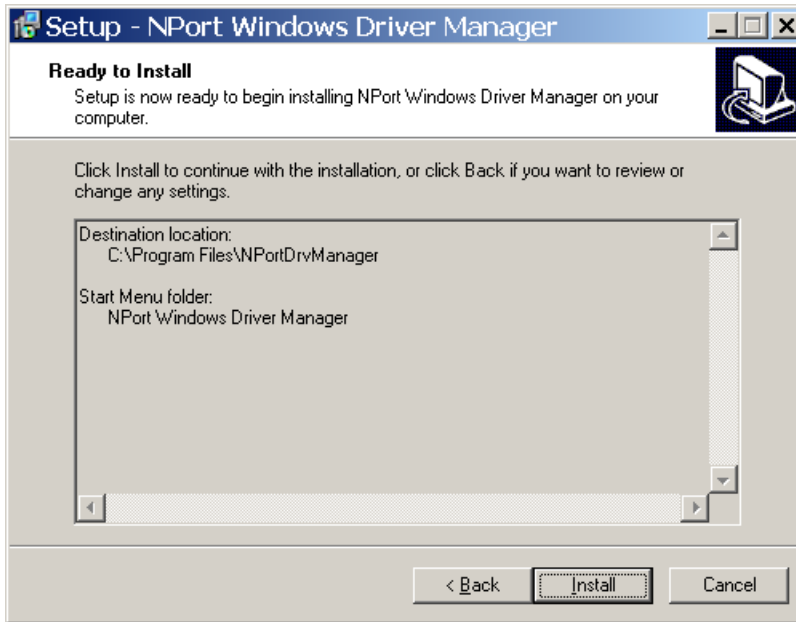 Setup - NPort Windows Driver Manager
Ready to Install
Setup is now ready to begin installing NPort Windows Driver Manager on your
computer.
Click Install to continue with the installation, or click Back if you want to review or
change any settings.
Destination location:
C:\Program Files\NPortDrvManager
Start Menu folder:
NPort Windows Driver Manager
< Back
Install
Cancel